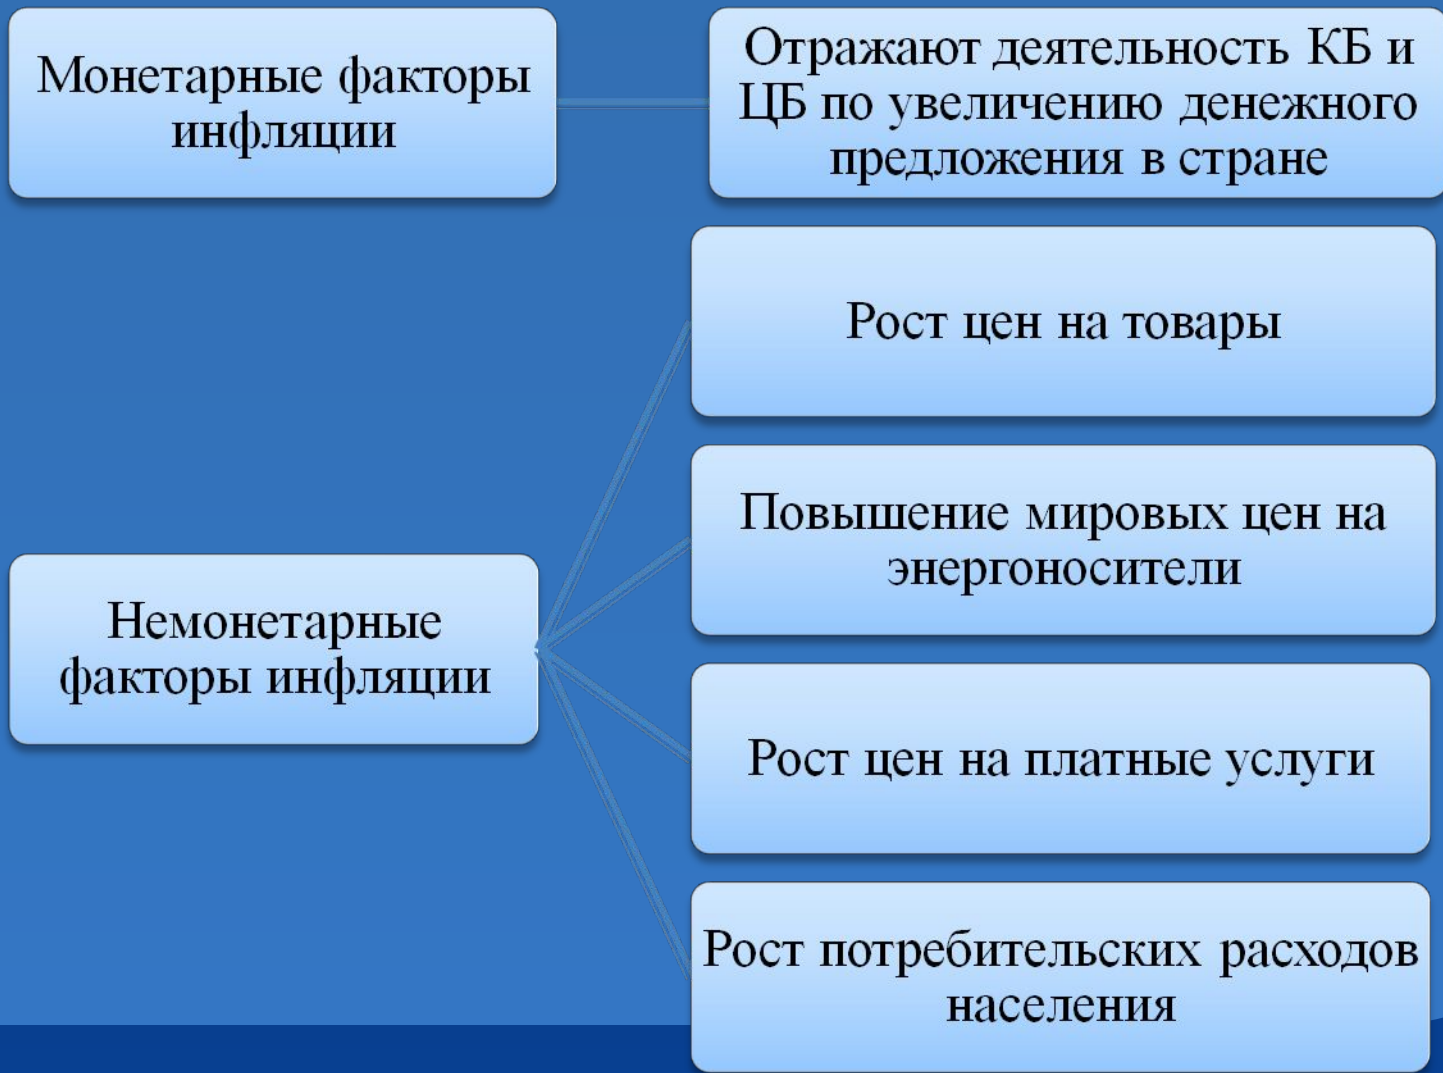 Монетарные факторы
инфляции
Отражают деятельность КБ и
ЦБ по увеличению денежного
предложения в стране
Немонетарные
факторы инфляции
Рост цен на товары
Повышение мировых цен на
энергоносители
Рост цен на платные услуги
Рост потребительских расходов
населения